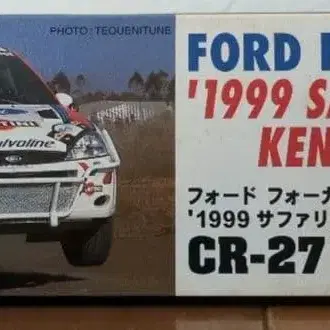 PHOTO : TEQUENITUNE
FORD
'1999 SA
KEN
フォード フォーカ
'1999 サファリ
CR-27
Valvoline